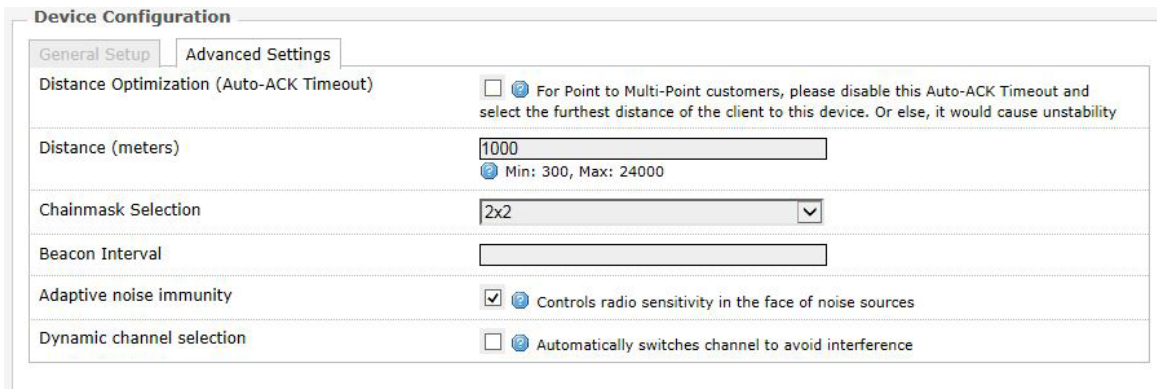 Device Configuration
General Setup
Advanced Settings
Distance Optimization (Auto-ACK Timeout)
For Point to Multi-Point customers, please disable this Auto-ACK Timeout and
select the furthest distance of the client to this device. Or else, it would cause unstability
Distance (meters)
1000
Min: 300, Max: 24000
Chainmask Selection
2x2
Beacon Interval
Adaptive noise immunity
Controls radio sensitivity in the face of noise sources
Dynamic channel selection
Automatically switches channel to avoid interference